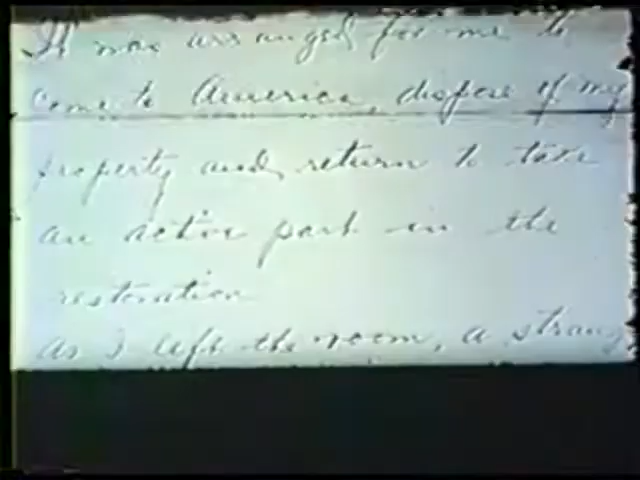 It was arranged for me to
come to America, dispose of my
property and return to take
an active part in the
restoration
as I left the room, a strang